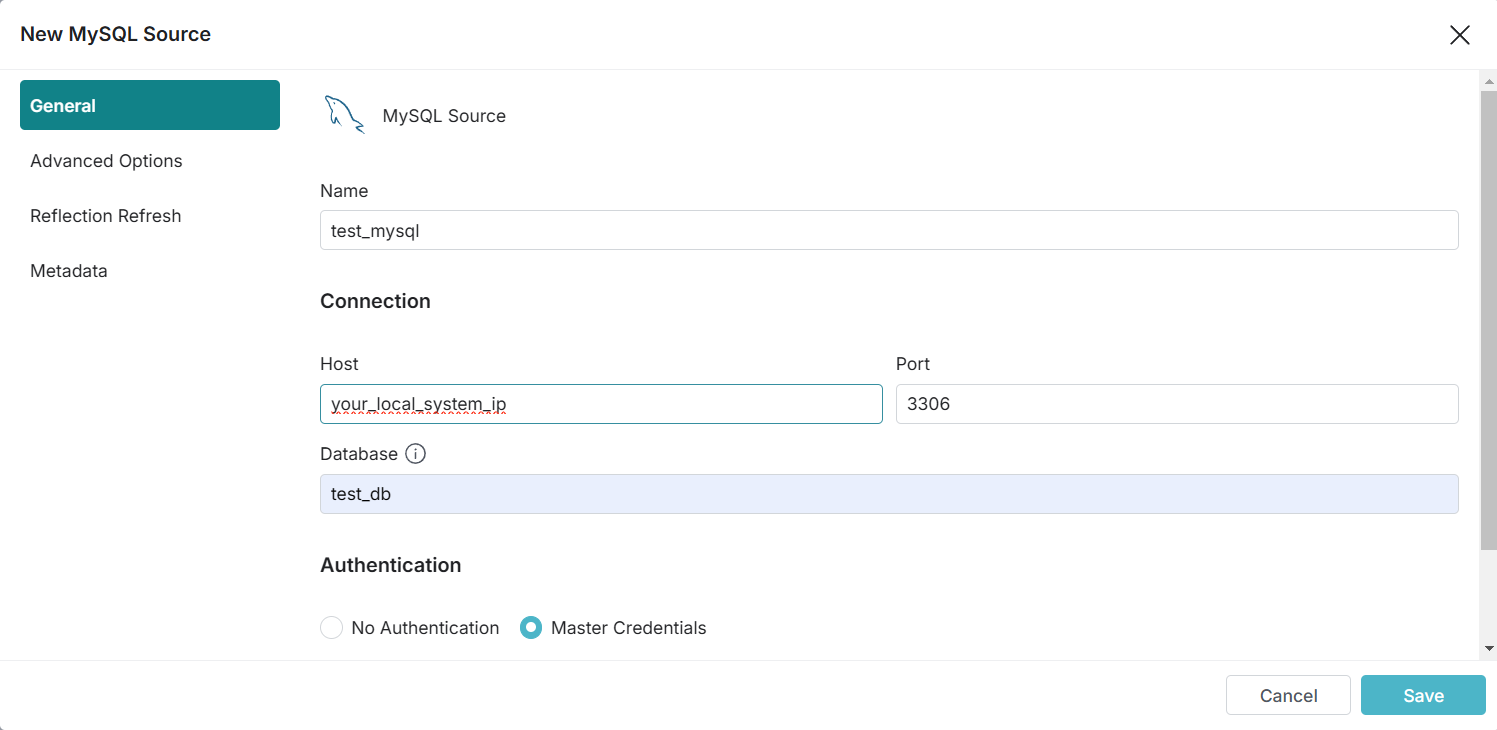 New MySQL Source
General
Advanced Options
Reflection Refresh
Metadata
MySQL Source
Name
test_mysql
Connection
Host Port
your_local_system_ip 3306
Database
test_db
Authentication
No Authentication Master Credentials
Cancel Save